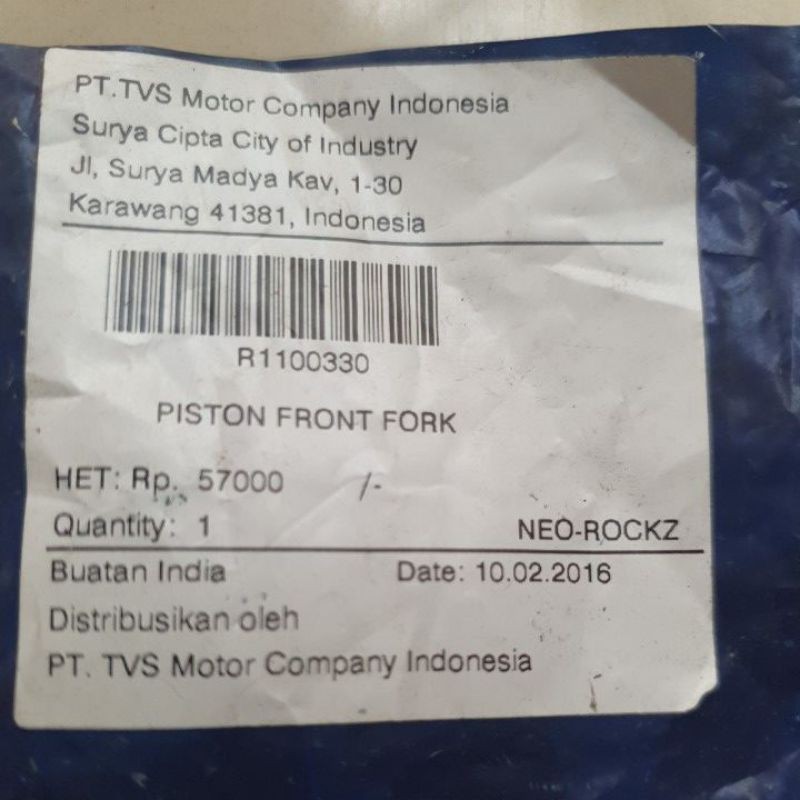 PT.TVS Motor Company Indonesia
Surya Cipta City of Industry
Jl, Surya Madya Kav, 1-30
Karawang 41381, Indonesia
R1100330
PISTON FRONT FORK
HET: Rp. 57000 /-
Quantity: 1 NEO-ROCKZ
Buatan India Date: 10.02.2016
Distribusikan oleh
PT. TVS Motor Company Indonesia